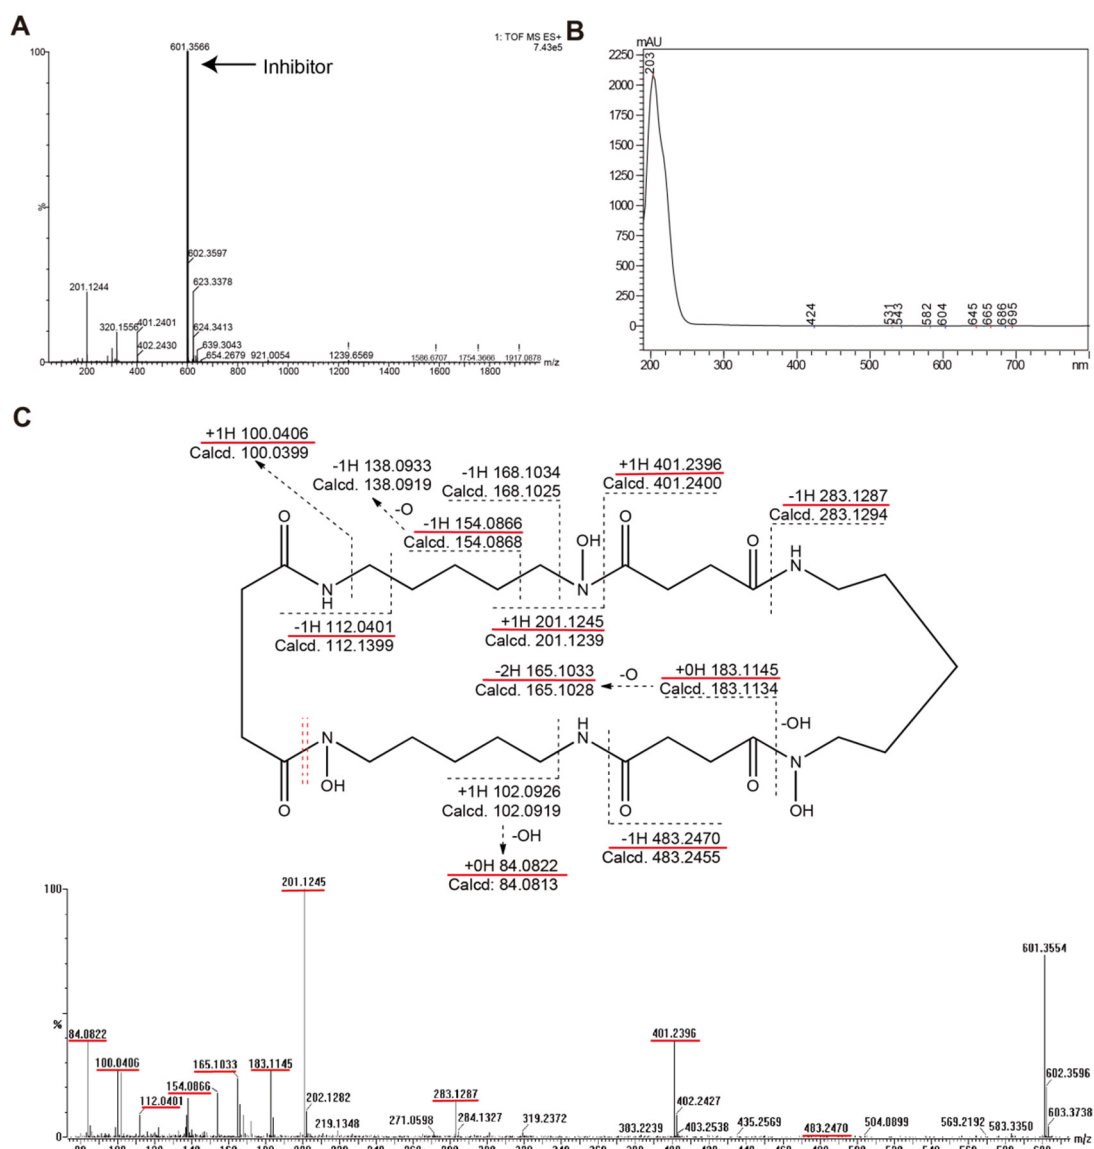 A
601.3566
1: TOF MS ES+
7.43e5
100
Inhibitor
%
602.3597
201.1244
623.3378
320.1556
401.2401
624.3413
402.2430
639.3043
654.2679
921.0054
1239.6569
1586.6707
1754.3666
1917.0878
0
m/z
200 400 600 800 1000 1200 1400 1600 1800
B
mAU
2250
203
2000
1750
1500
1250
1000
750
500
250
0
424
531
543
582
604
645
665
686
695
200 300 400 500 600 700 nm
C
+1H 100.0406
Calcd. 100.0399
-1H 138.0933
Calcd. 138.0919
-O
-1H 154.0866
Calcd. 154.0868
-1H 168.1034
Calcd. 168.1025
+1H 401.2396
Calcd. 401.2400
-1H 283.1287
Calcd. 283.1294
O
N
H
OH
N
O
O
H
N
-1H 112.0401
Calcd. 112.1399
+1H 201.1245
Calcd. 201.1239
-2H 165.1033
Calcd. 165.1028
-O
+0H 183.1145
Calcd. 183.1134
-OH
O
N
OH
H
N
O
O
N
OH
+1H 102.0926
Calcd. 102.0919
-OH
+0H 84.0822
Calcd: 84.0813
-1H 483.2470
Calcd. 483.2455
100
201.1245
601.3554
%
84.0822
401.2396
100.0406
165.1033
183.1145
602.3596
154.0866
112.0401
202.1282
283.1287
402.2427
603.3738
219.1348
271.0598
284.1327
319.2372
383.2239
403.2538
435.2569
483.2470
504.0899
569.2192
583.3350
0
m/z